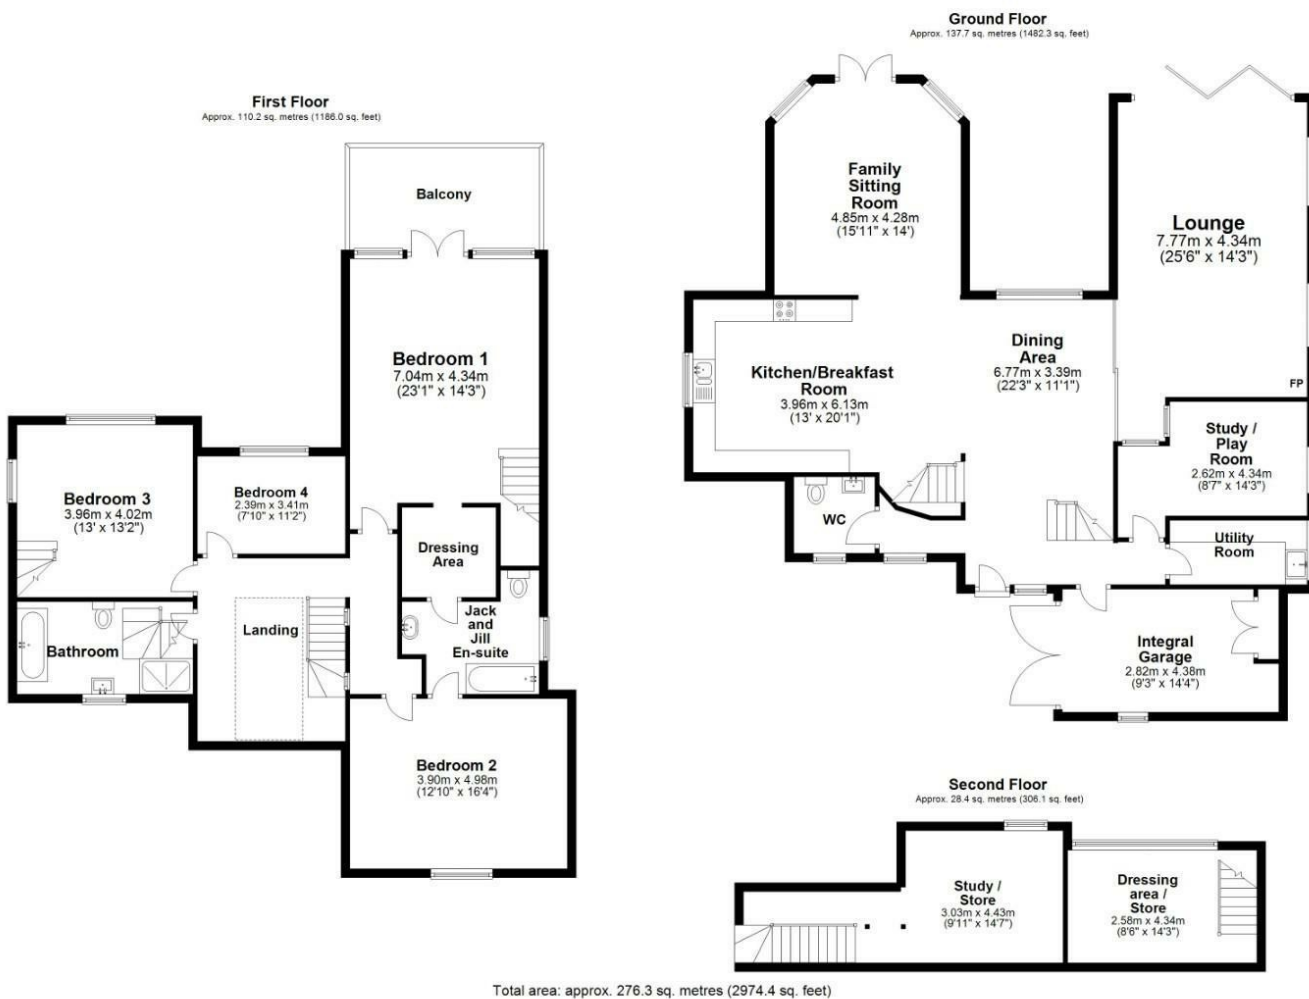 Ground Floor
Approx. 137.7 sq. metres (1482.3 sq. feet)
Family
Sitting
Room
4.85m x 4.28m
(15'11" x 14')
Lounge
7.77m x 4.34m
(25'6" x 14'3")
Kitchen/Breakfast
Room
3.96m x 6.13m
(13' x 20'1")
Dining
Area
6.77m x 3.39m
(22'3" x 11'1")
FP
Study /
Play
Room
2.62m x 4.34m
(8'7" x 14'3")
WC
Utility
Room
Integral
Garage
2.82m x 4.38m
(9'3" x 14'4")
First Floor
Approx. 110.2 sq. metres (1186.0 sq. feet)
Balcony
Bedroom 1
7.04m x 4.34m
(23'1" x 14'3")
Bedroom 3
3.96m x 4.02m
(13' x 13'2")
Bedroom 4
2.39m x 3.41m
(7'10" x 11'2")
Dressing
Area
Jack
and
Jill
En-suite
Landing
Bathroom
Bedroom 2
3.90m x 4.98m
(12'10" x 16'4")
Second Floor
Approx. 28.4 sq. metres (306.1 sq. feet)
Study /
Store
3.03m x 4.43m
(9'11" x 14'7")
Dressing
area /
Store
2.58m x 4.34m
(8'6" x 14'3")
Total area: approx. 276.3 sq. metres (2974.4 sq. feet)